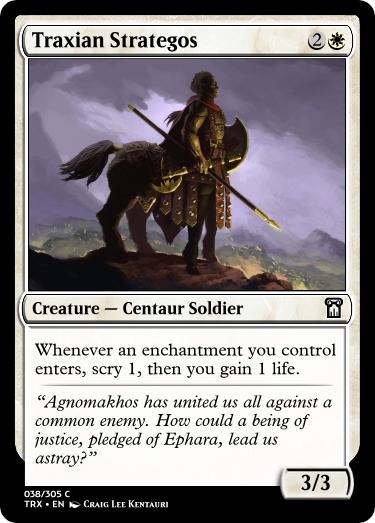 Traxian Strategos 2
Creature — Centaur Soldier
Whenever an enchantment you control
enters, scry 1, then you gain 1 life.
“Agnomakhos has united us all against a
common enemy. How could a being of
justice, pledged of Ephara, lead us
astray?”
3/3
038/305 C
TRX • EN Craig Lee Kentauri